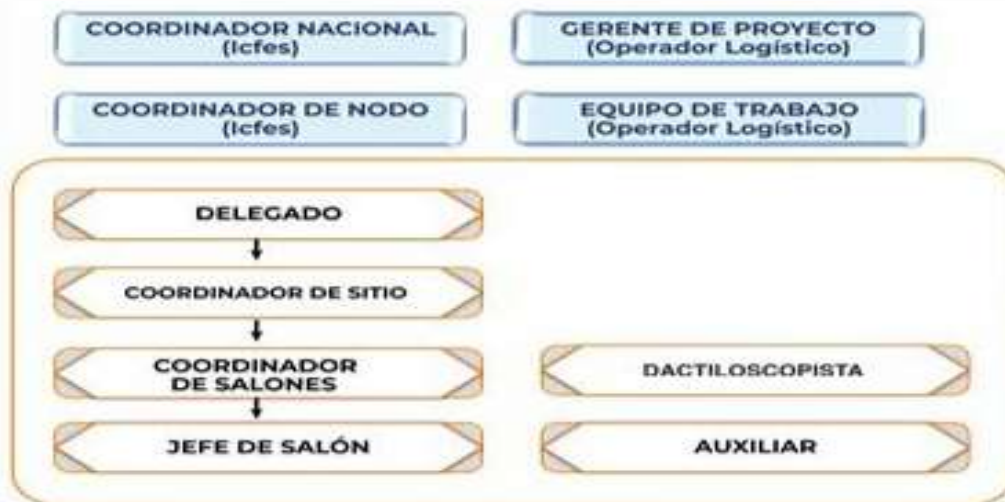 COORDINADOR NACIONAL
(Icfes)
GERENTE DE PROYECTO
(Operador Logístico)
COORDINADOR DE NODO
(Icfes)
EQUIPO DE TRABAJO
(Operador Logístico)
DELEGADO
COORDINADOR DE SITIO
COORDINADOR
DE SALONES
DACTILOSCOPISTA
JEFE DE SALÓN
AUXILIAR